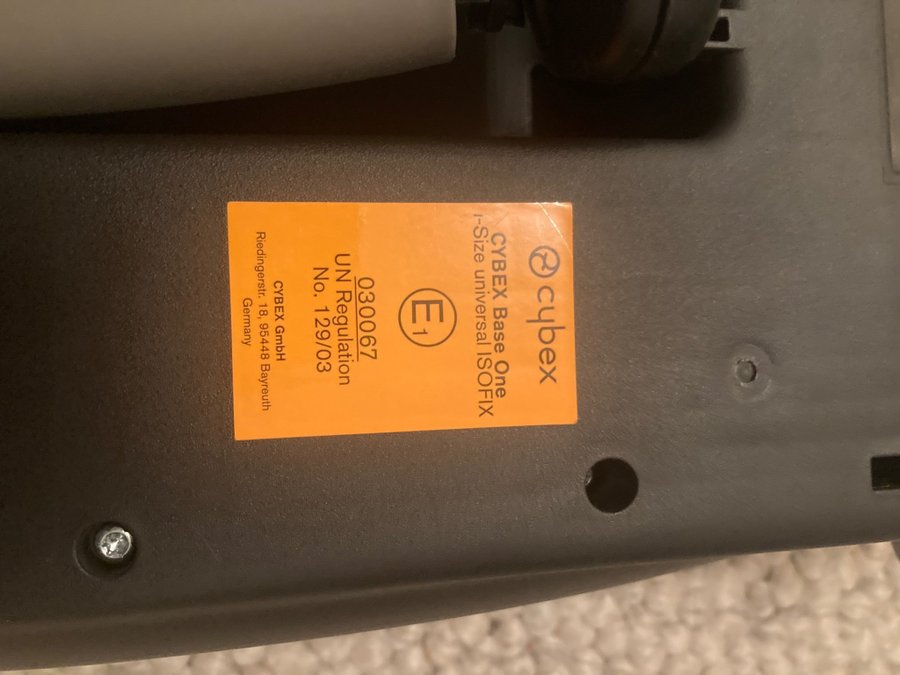 cybex
CYBEX Base One
i-Size universal ISOFIX
E1
030067
UN Regulation
No. 129/03
CYBEX GmbH
Riedingerstr. 18, 95448 Bayreuth
Germany